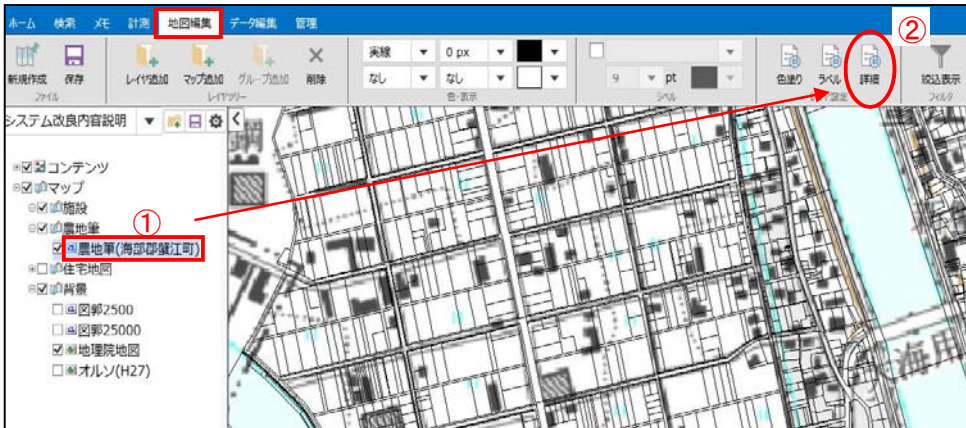 ホーム 検索 メモ 計測 地図編集 データ編集 管理
②
実線 0 px
なし なし
9 pt
新規作成 保存 レイヤ追加 マップ追加 グループ追加 削除 色塗り ラベル 詳細 絞込表示
ファイル レイヤツリー 色・表示 ラベル フィルタ
システム改良内容説明
コンテンツ
マップ
施設
①
農地筆
農地筆(海部郡蟹江町)
住宅地図
背景
図郭2500
図郭25000
地理院地図
オルソ(H27)